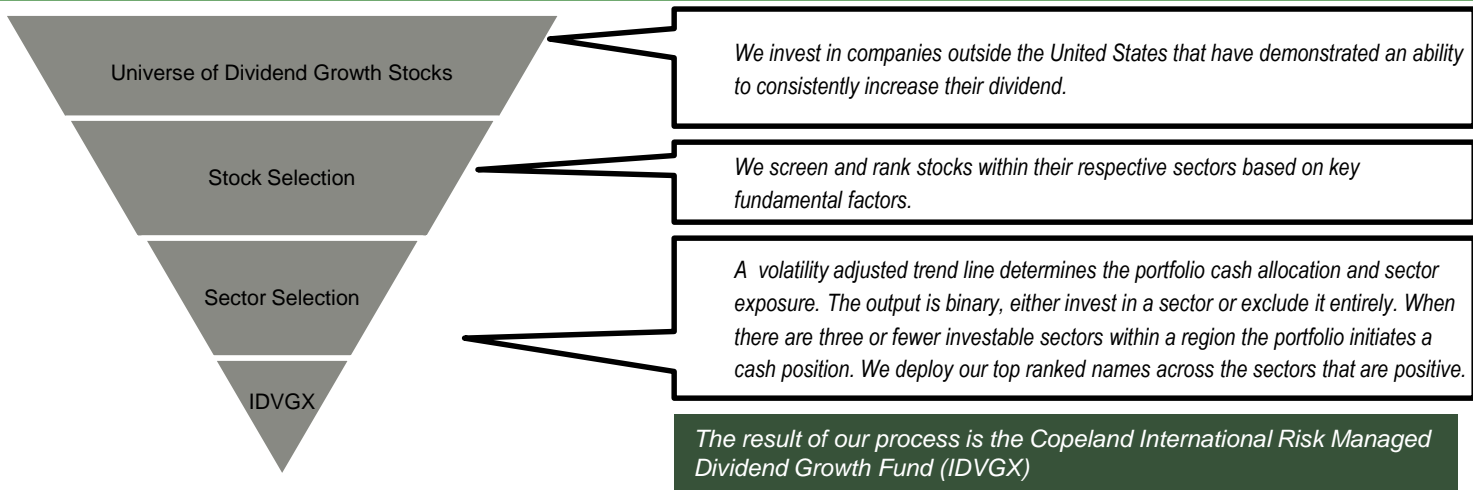 Universe of Dividend Growth Stocks
We invest in companies outside the United States that have demonstrated an ability
to consistently increase their dividend.
Stock Selection
We screen and rank stocks within their respective sectors based on key
fundamental factors.
Sector Selection
A volatility adjusted trend line determines the portfolio cash allocation and sector
exposure. The output is binary, either invest in a sector or exclude it entirely. When
there are three or fewer investable sectors within a region the portfolio initiates a
cash position. We deploy our top ranked names across the sectors that are positive.
IDVGX
The result of our process is the Copeland International Risk Managed
Dividend Growth Fund (IDVGX)